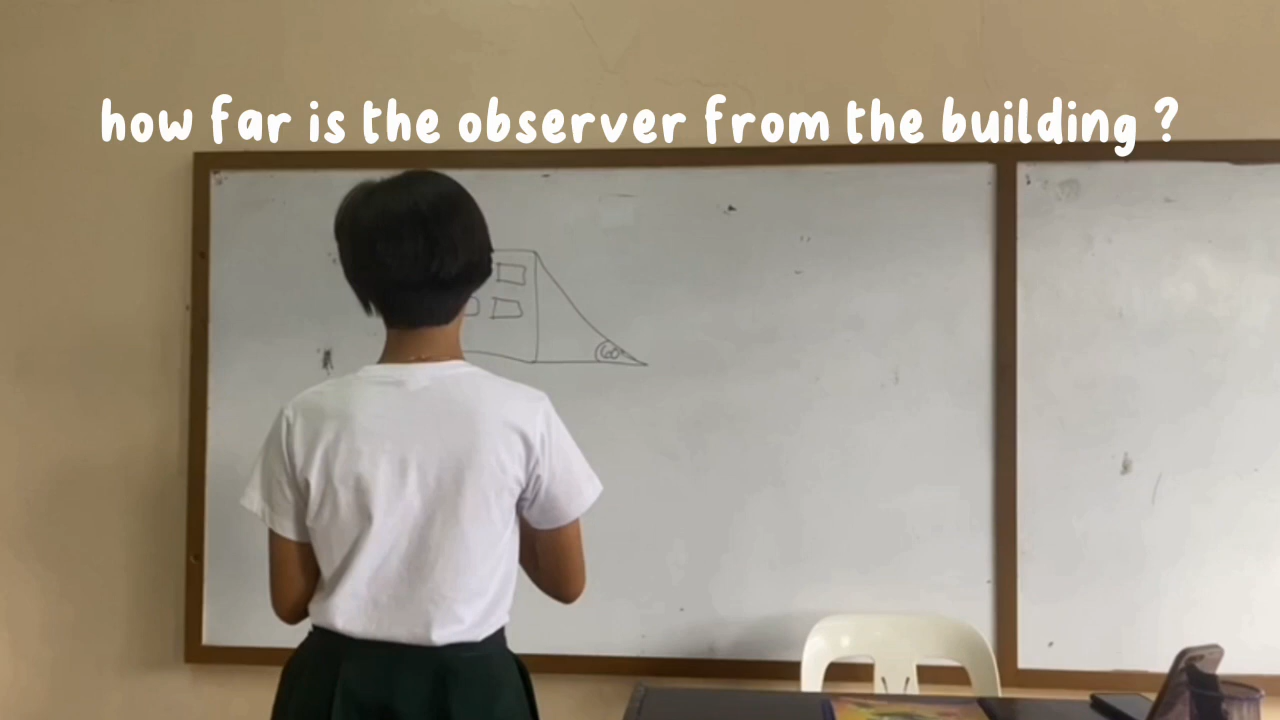 how far is the observer from the building ?
60°